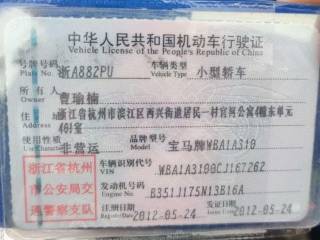 中华人民共和国机动车行驶证
Vehicle License of the People's Republic of China
号牌号码 浙A882PU 车辆类型 小型轿车
Plate No. Vehicle Type
所有人 曹瑜楠
Owner
住址 浙江省杭州市滨江区西兴街道居民一村官河公寓4幢东单元
401室
使用性质 非营运 品牌型号 宝马牌WBA1A310
Model
浙江省杭州
市公安局交
通警察支队
车辆识别代号 WBA1A3100CJ167262
VIN
发动机号码 B351J175N13B16A
Engine No.
注册日期 2012-05-24 发证日期 2012-05-24
Register Date Issue Date